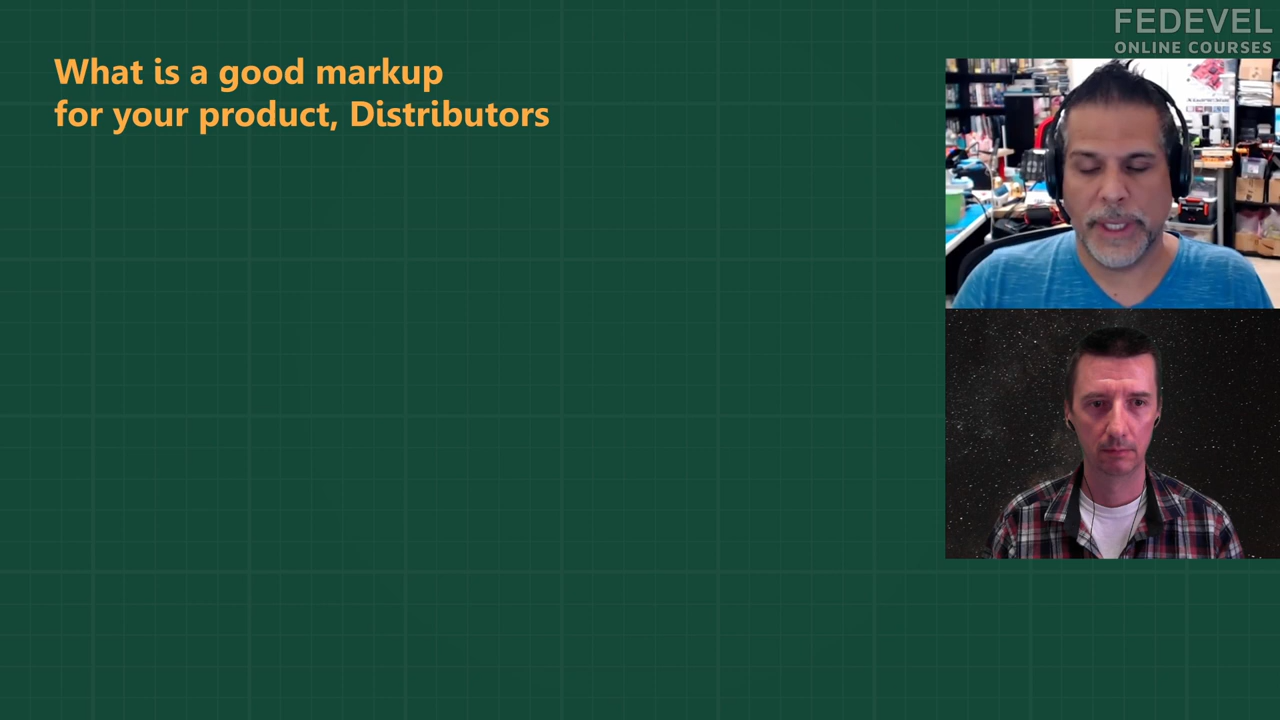 FEDEVEL
ONLINE COURSES
What is a good markup
for your product, Distributors